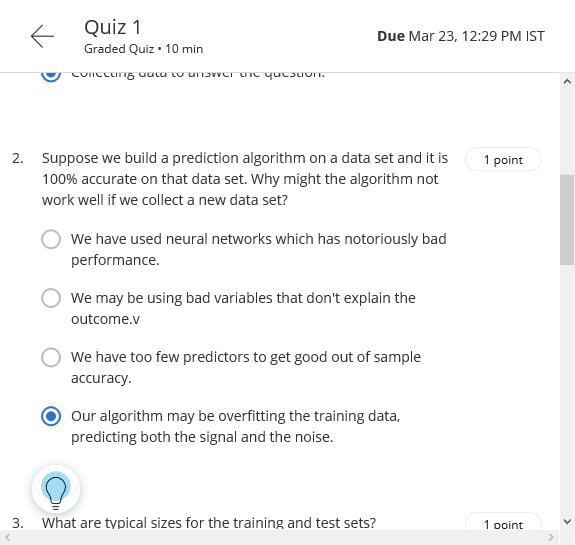 Quiz 1
Due Mar 23, 12:29 PM IST
Graded Quiz • 10 min
Collecting data to answer the question.
2. Suppose we build a prediction algorithm on a data set and it is
1 point
100% accurate on that data set. Why might the algorithm not
work well if we collect a new data set?
We have used neural networks which has notoriously bad
performance.
We may be using bad variables that don't explain the
outcome.v
We have too few predictors to get good out of sample
accuracy.
Our algorithm may be overfitting the training data,
predicting both the signal and the noise.
3. What are typical sizes for the training and test sets?
1 point